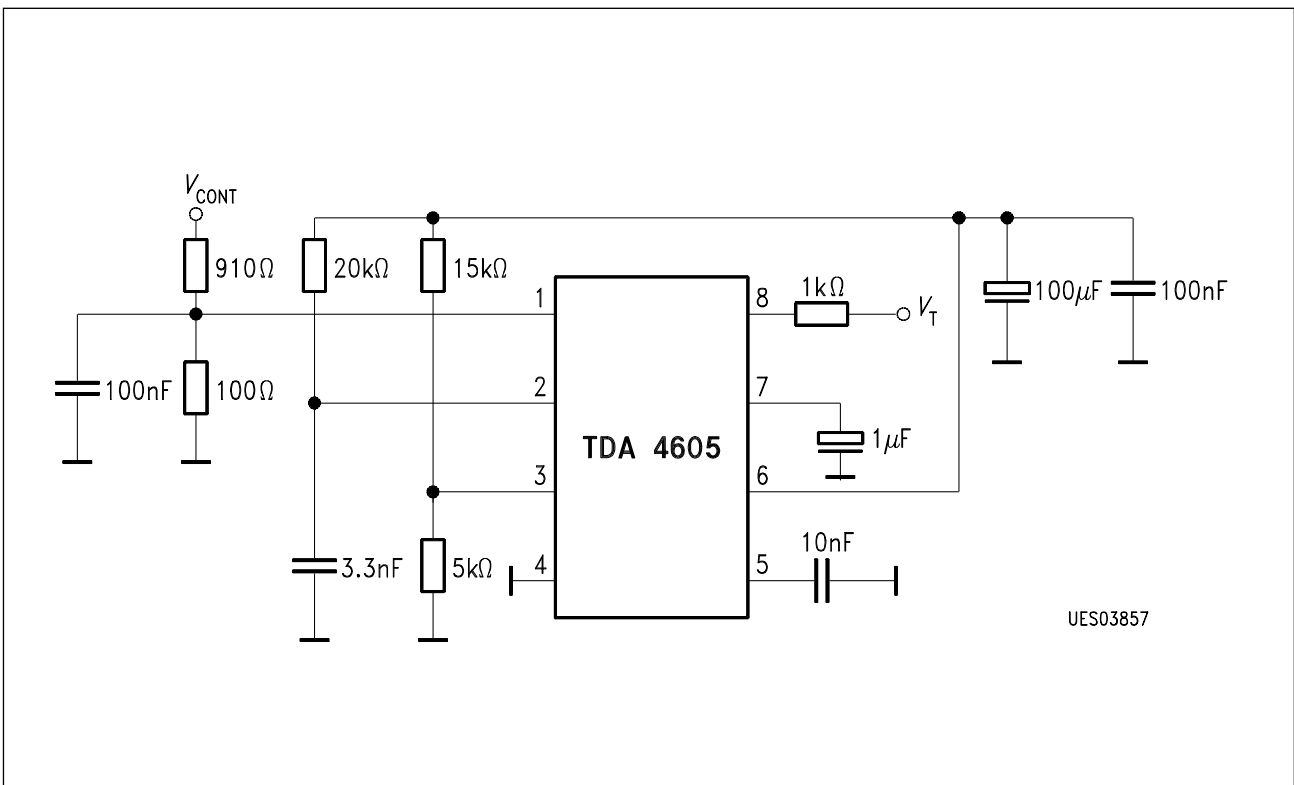 V_CONT
910Ω
20kΩ
15kΩ
100nF
100Ω
3.3nF
5kΩ
1
2
3
4
TDA 4605
8
7
6
5
1kΩ
V_T
1µF
10nF
100µF
100nF
UES03857